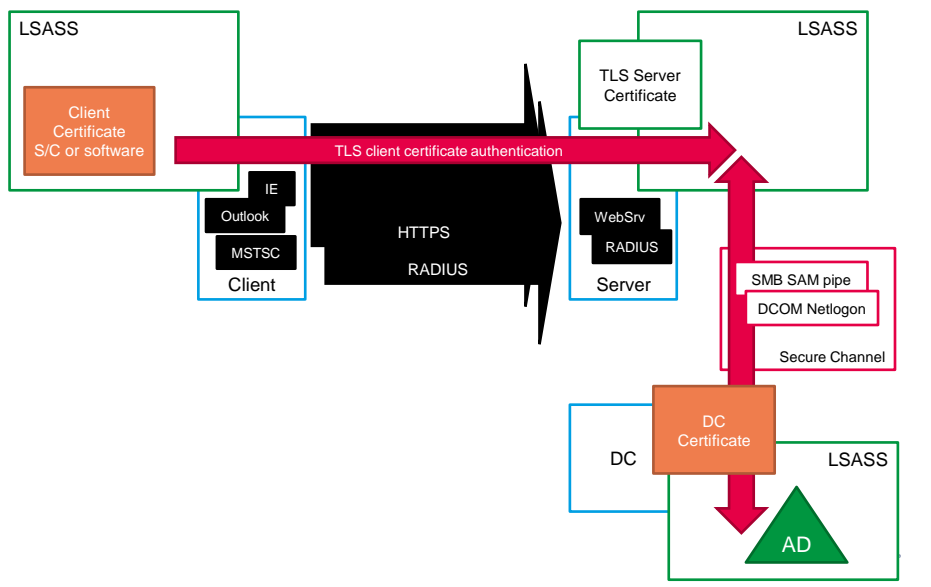 LSASS
Client
Certificate
S/C or software
IE
Outlook
MSTSC
Client
TLS client certificate authentication
HTTPS
RADIUS
LSASS
TLS Server
Certificate
WebSrv
RADIUS
Server
SMB SAM pipe
DCOM Netlogon
Secure Channel
DC
Certificate
DC
LSASS
AD